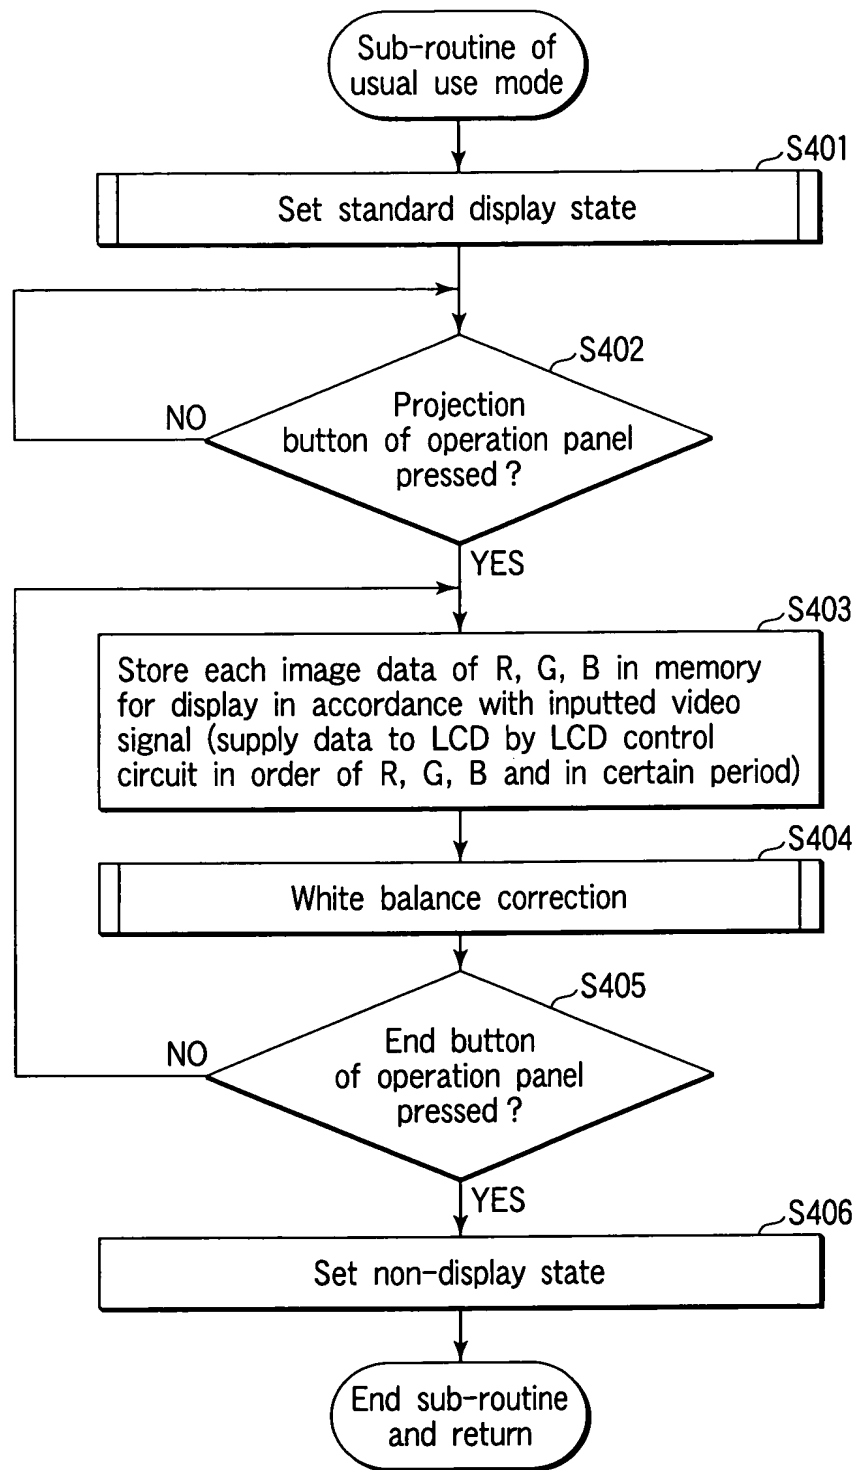 Sub-routine of
usual use mode
S401
Set standard display state
S402
Projection
button of operation panel
pressed ?
NO
YES
S403
Store each image data of R, G, B in memory
for display in accordance with inputted video
signal (supply data to LCD by LCD control
circuit in order of R, G, B and in certain period)
S404
White balance correction
S405
End button
of operation panel
pressed ?
NO
YES
S406
Set non-display state
End sub-routine
and return